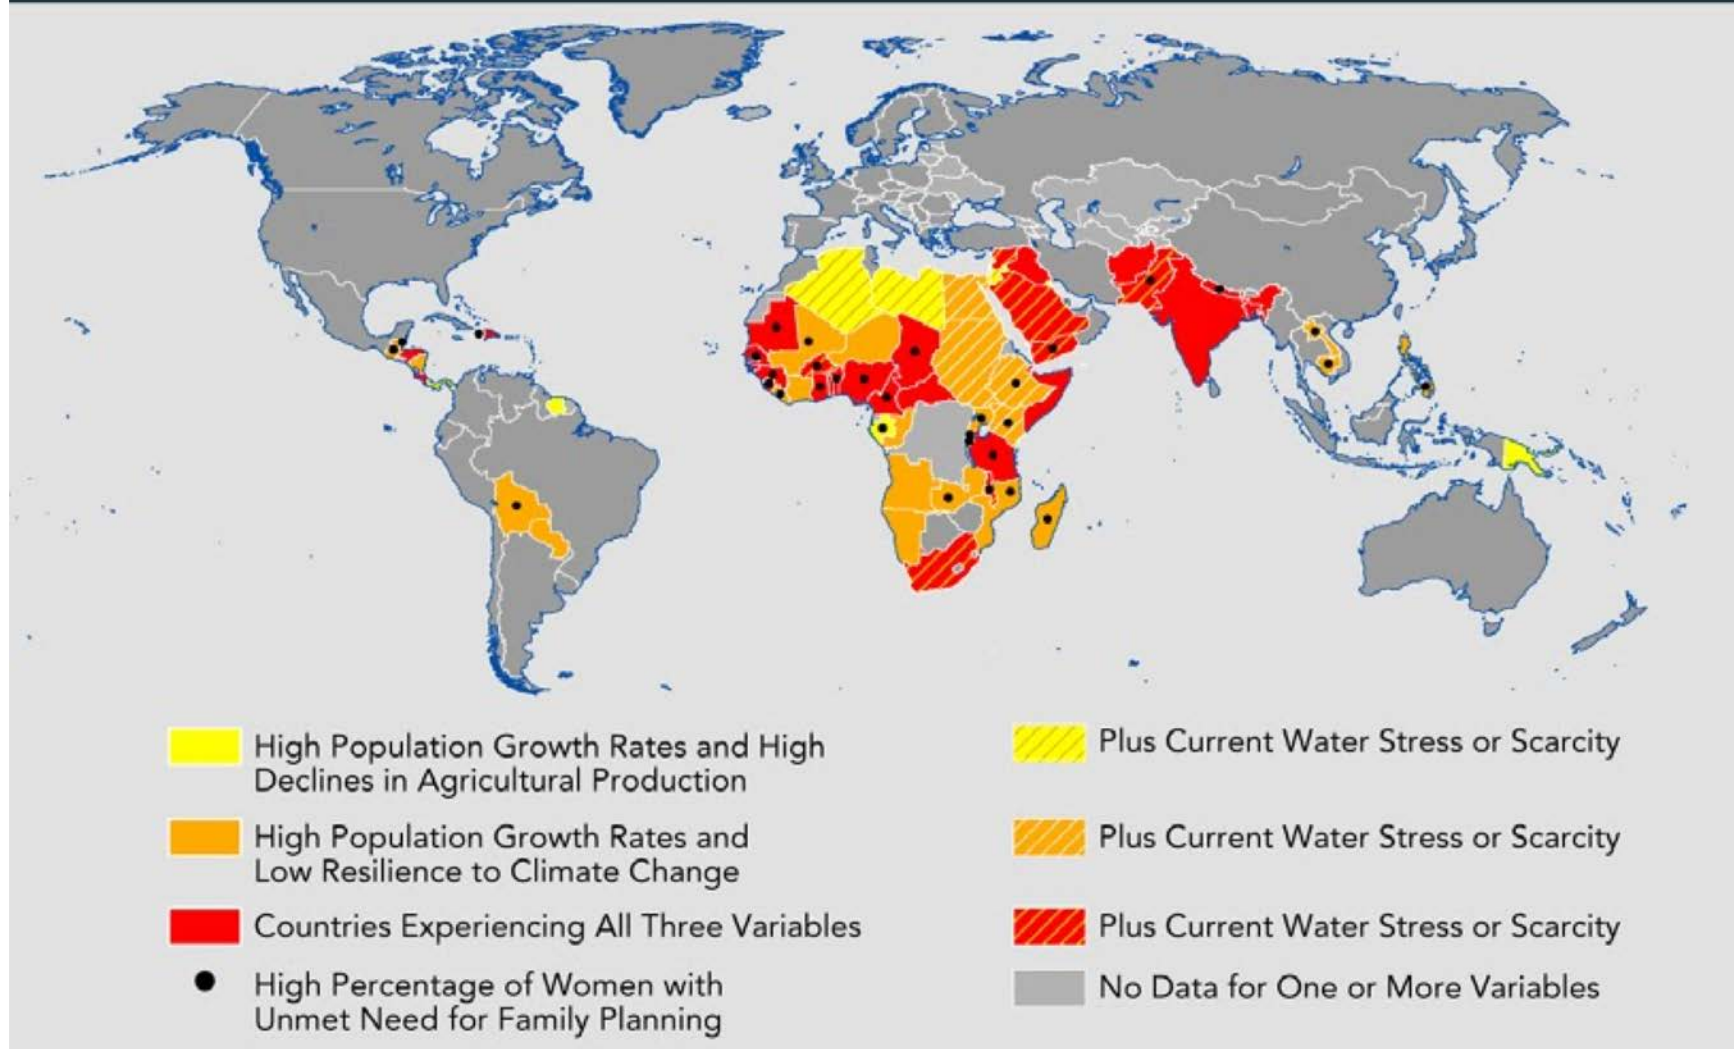 High Population Growth Rates and High
Declines in Agricultural Production
High Population Growth Rates and
Low Resilience to Climate Change
Countries Experiencing All Three Variables
High Percentage of Women with
Unmet Need for Family Planning
Plus Current Water Stress or Scarcity
Plus Current Water Stress or Scarcity
Plus Current Water Stress or Scarcity
No Data for One or More Variables